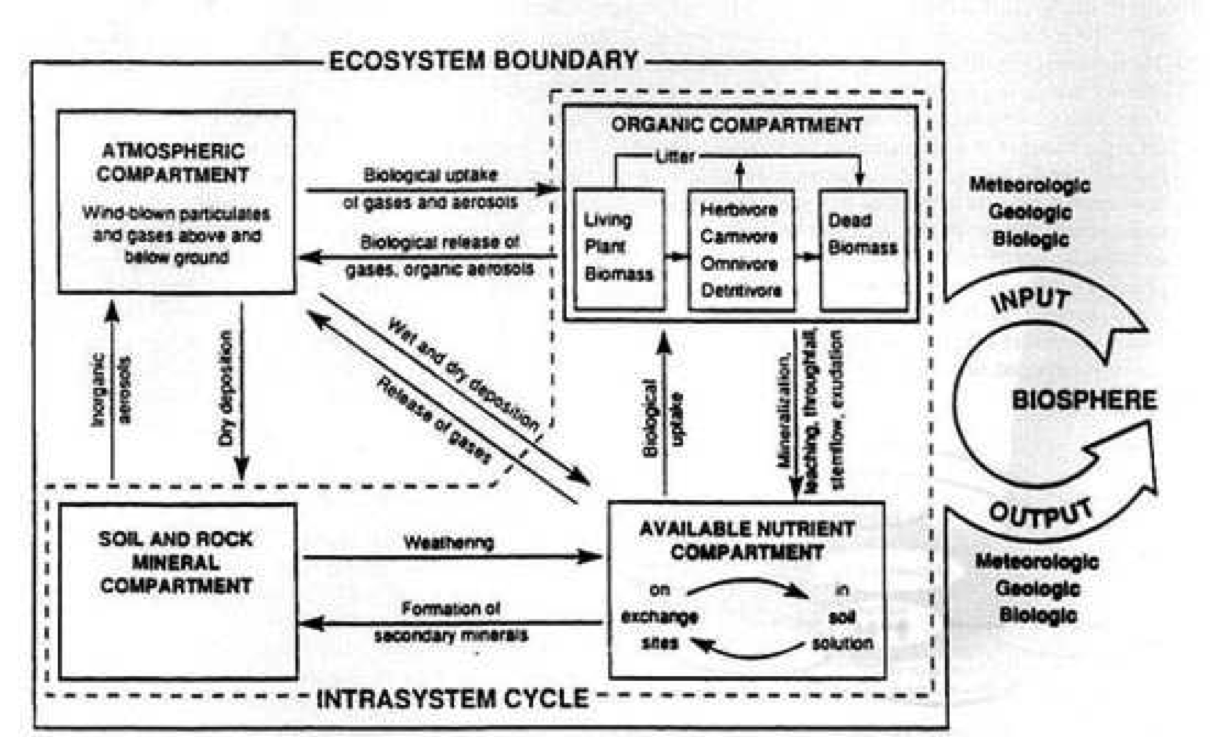 ECOSYSTEM BOUNDARY
ATMOSPHERIC
COMPARTMENT
Wind-blown particulates
and gases above and
below ground
Biological uptake
of gases and aerosols
Biological release of
gases, organic aerosols
ORGANIC COMPARTMENT
Litter
Living
Plant
Biomass
Herbivore
Carnivore
Omnivore
Detritivore
Dead
Biomass
Meteorologic
Geologic
Biologic
INPUT
BIOSPHERE
OUTPUT
Meteorologic
Geologic
Biologic
Inorganic
aerosols
Dry deposition
Wet and dry deposition
Release of gases
Biological
uptake
Mineralization,
leaching, throughfall,
stemflow, exudation
SOIL AND ROCK
MINERAL
COMPARTMENT
Weathering
Formation of
secondary minerals
AVAILABLE NUTRIENT
COMPARTMENT
on
exchange
sites
in
soil
solution
INTRASYSTEM CYCLE